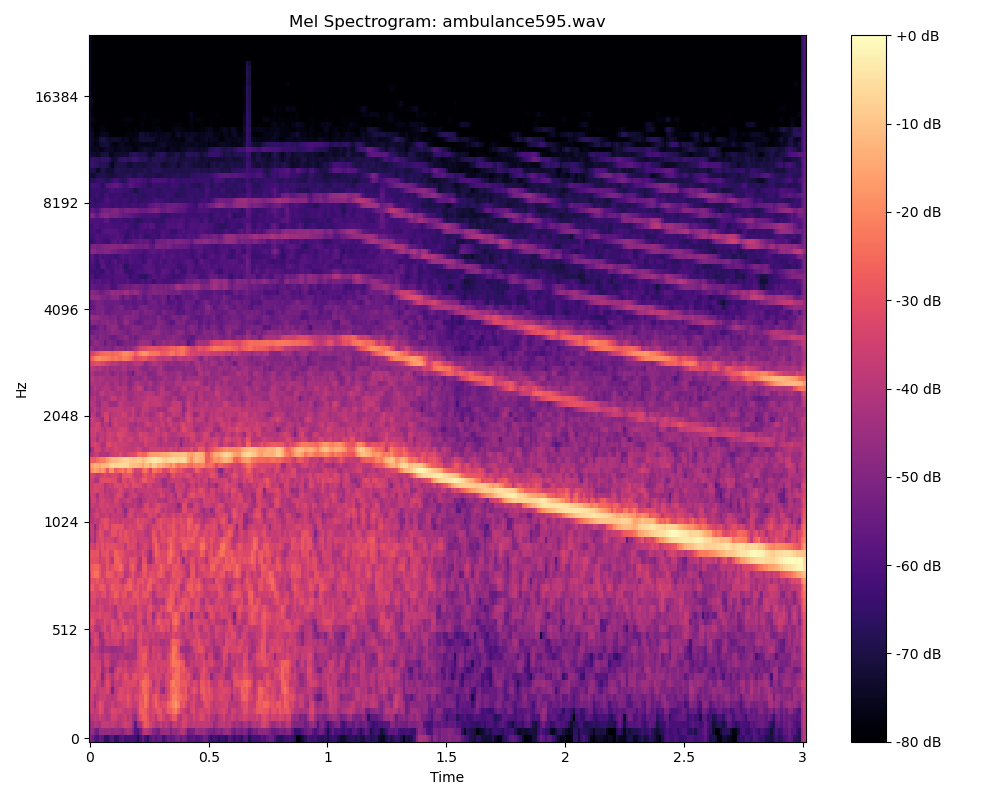 Mel Spectrogram: ambulance595.wav
Hz
16384
8192
4096
2048
1024
512
0
0
0.5
1
1.5
2
2.5
3
Time
+0 dB
-10 dB
-20 dB
-30 dB
-40 dB
-50 dB
-60 dB
-70 dB
-80 dB